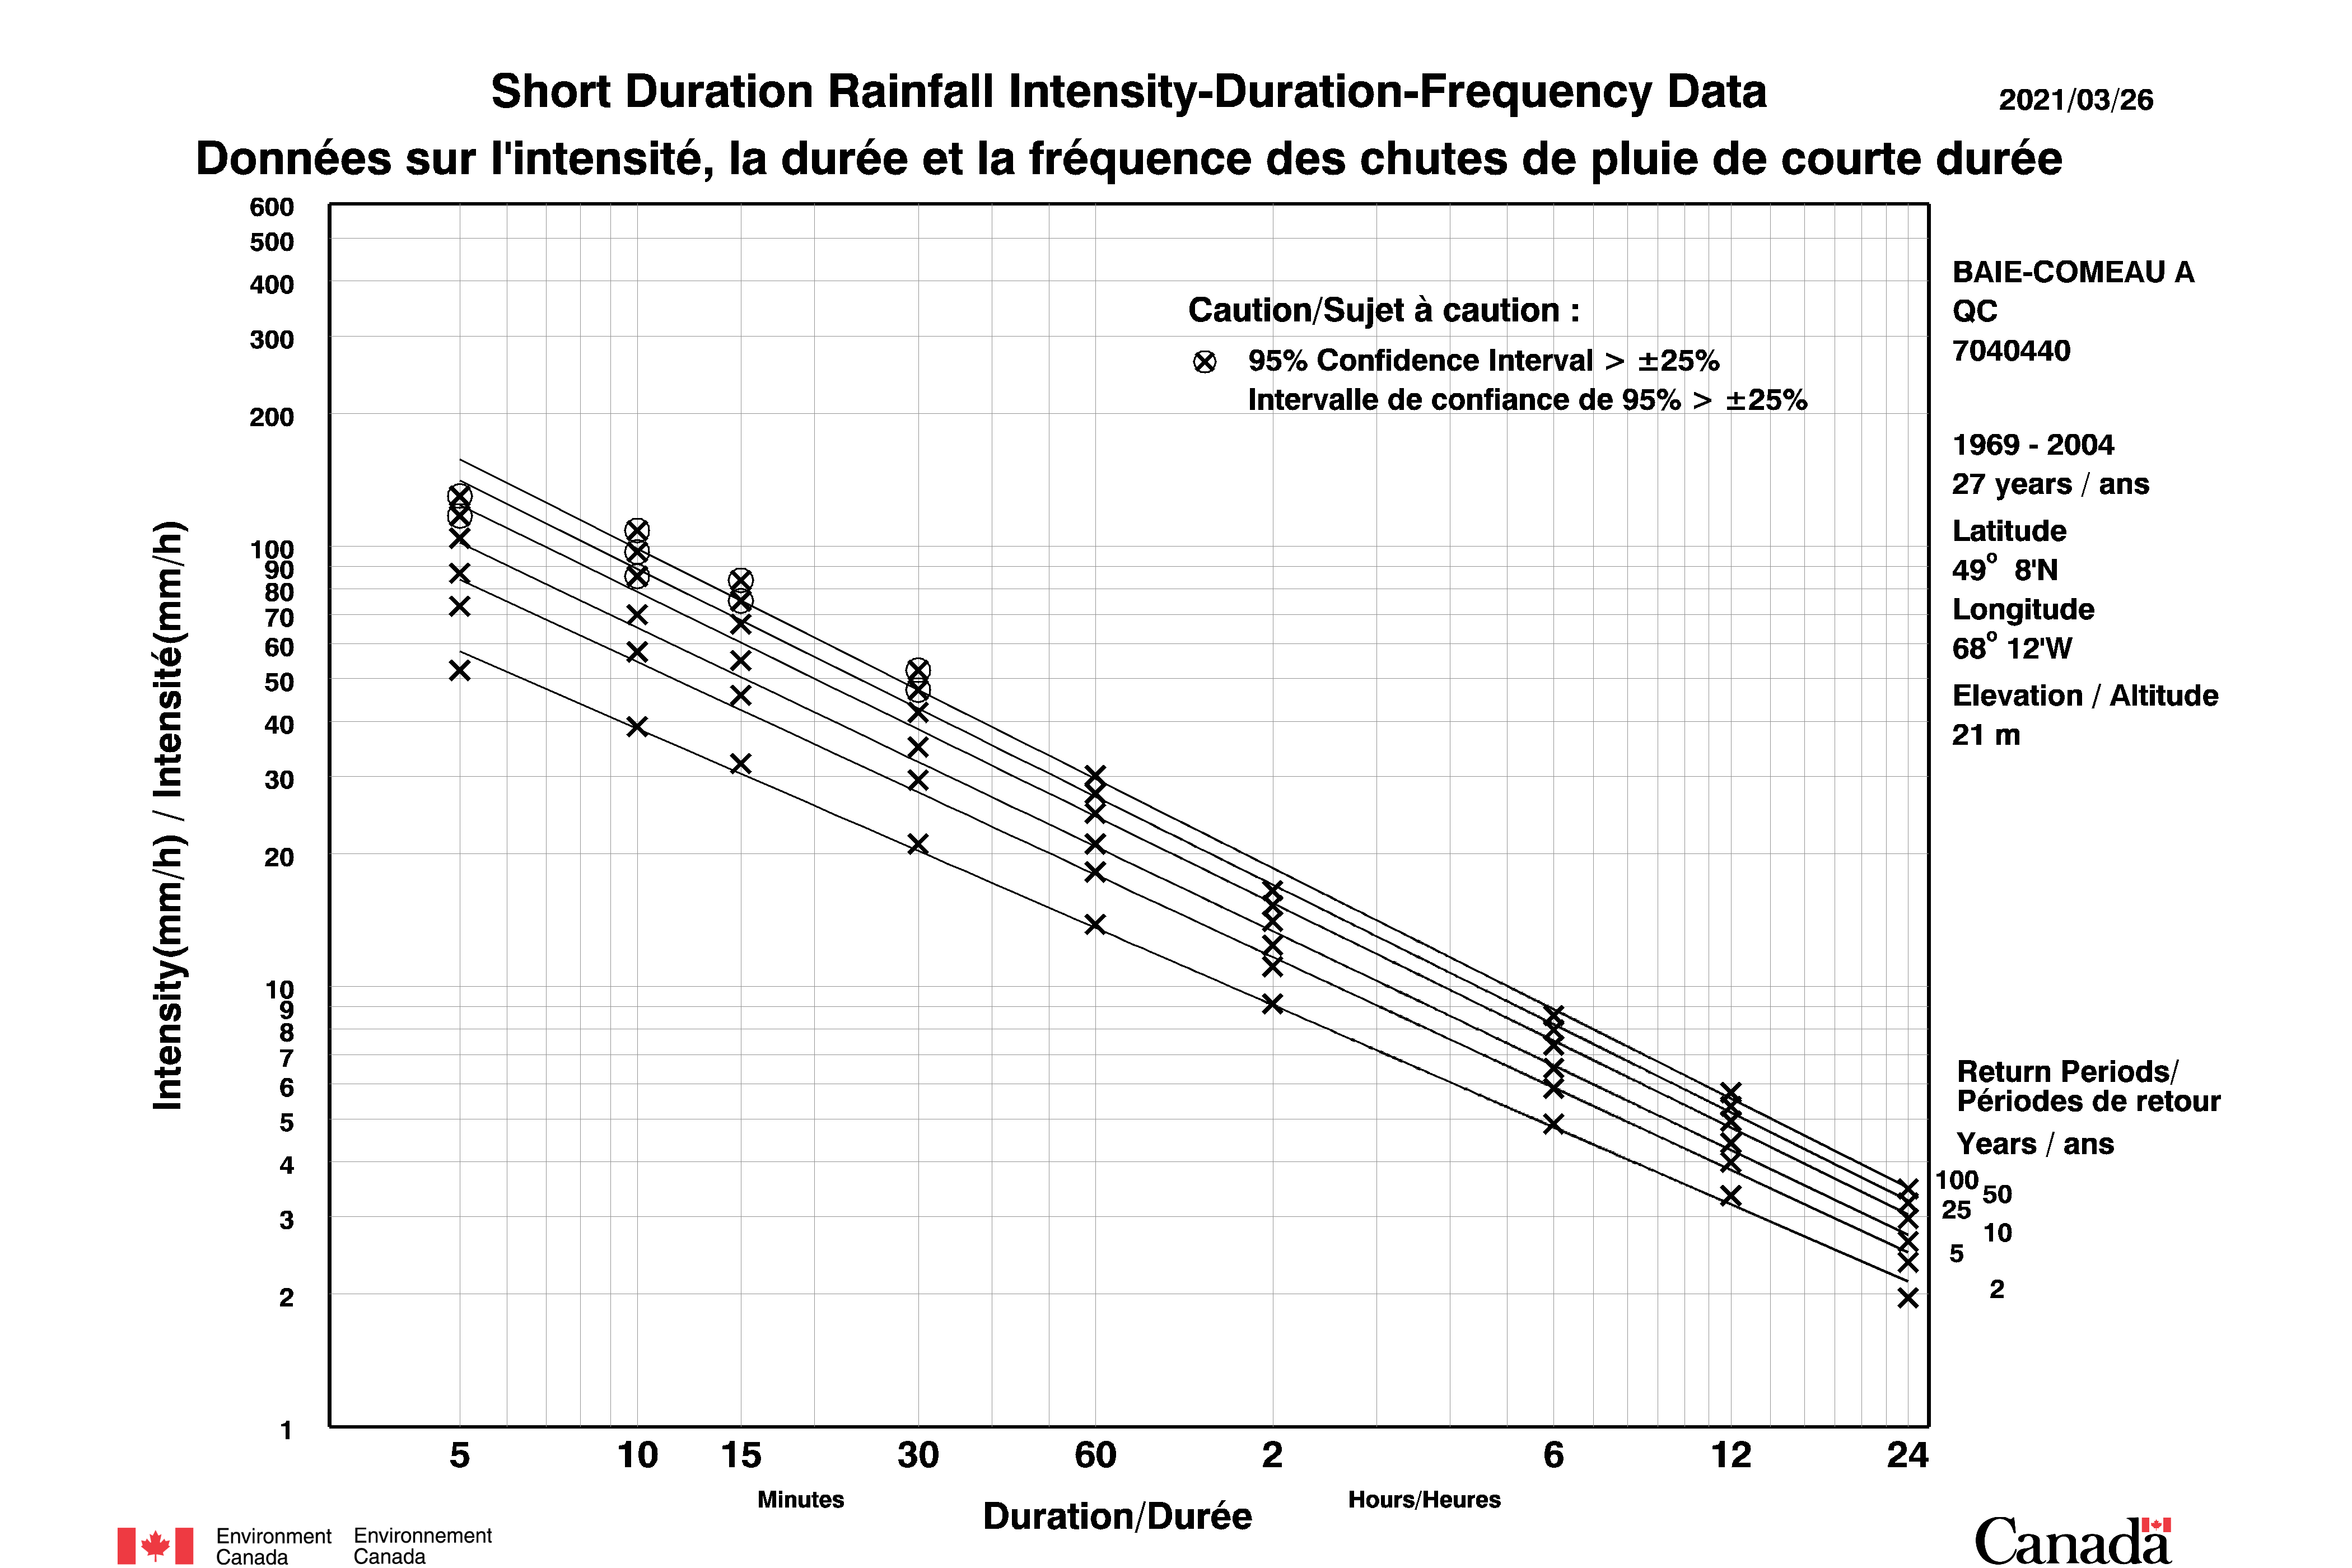 Short Duration Rainfall Intensity-Duration-Frequency Data
2021/03/26
Données sur l'intensité, la durée et la fréquence des chutes de pluie de courte durée
600
500
400
300
200
100
90
80
70
60
50
40
30
20
10
9
8
7
6
5
4
3
2
1
Intensity(mm/h) / Intensité(mm/h)
Caution/Sujet à caution :
95% Confidence Interval > ±25%
Intervalle de confiance de 95% > ±25%
BAIE-COMEAU A
QC
7040440
1969 - 2004
27 years / ans
Latitude
49° 8'N
Longitude
68° 12'W
Elevation / Altitude
21 m
Return Periods/
Périodes de retour
Years / ans
100
50
25
10
5
2
5 10 15 30 60 2 6 12 24
Minutes
Hours/Heures
Duration/Durée
Environment
Canada
Environnement
Canada
Canada